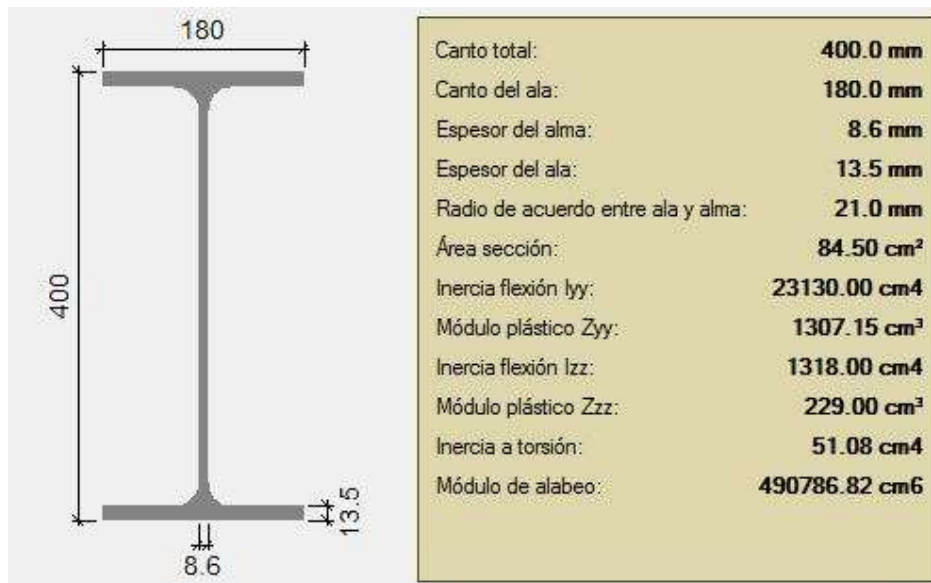 180
400
13.5
8.6
Canto total: 400.0 mm
Canto del ala: 180.0 mm
Espesor del alma: 8.6 mm
Espesor del ala: 13.5 mm
Radio de acuerdo entre ala y alma: 21.0 mm
Área sección: 84.50 cm²
Inercia flexión Iyy: 23130.00 cm4
Módulo plástico Zyy: 1307.15 cm³
Inercia flexión Izz: 1318.00 cm4
Módulo plástico Zzz: 229.00 cm³
Inercia a torsión: 51.08 cm4
Módulo de alabeo: 490786.82 cm6